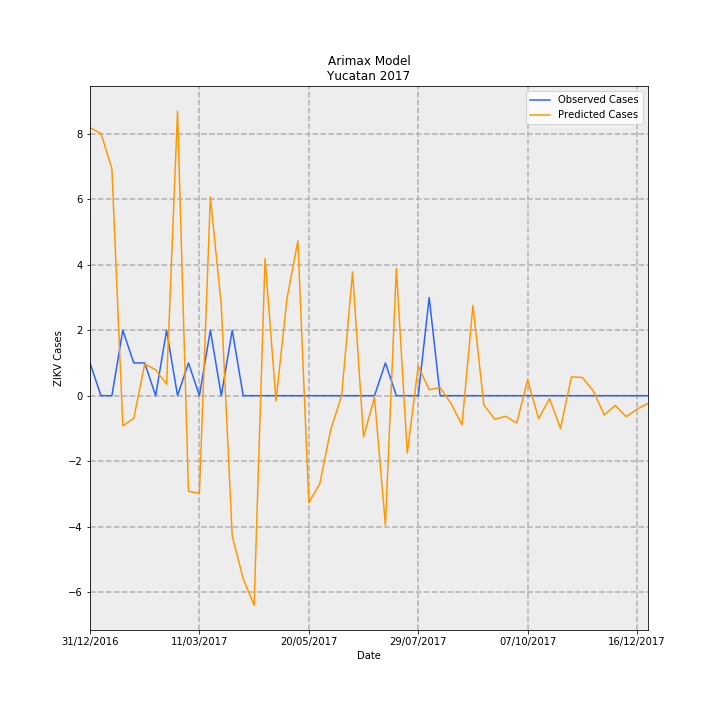 Arimax Model
Yucatan 2017
Observed Cases
Predicted Cases
8
6
4
2
0
−2
−4
−6
ZIKV Cases
31/12/2016 11/03/2017 20/05/2017 29/07/2017 07/10/2017 16/12/2017
Date